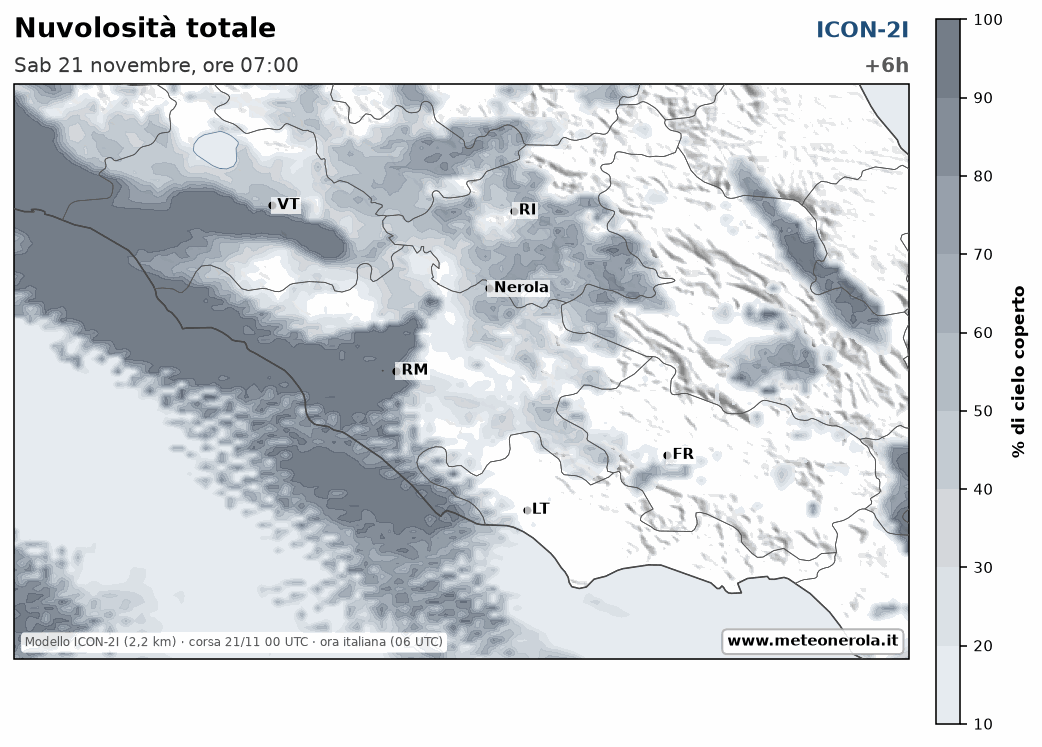 Nuvolosità totale
ICON-2I
Sab 21 novembre, ore 07:00
+6h
VT
RI
Nerola
RM
FR
LT
Modello ICON-2I (2,2 km) · corsa 21/11 00 UTC · ora italiana (06 UTC)
www.meteonerola.it
100
90
80
70
60
50
40
30
20
10
% di cielo coperto